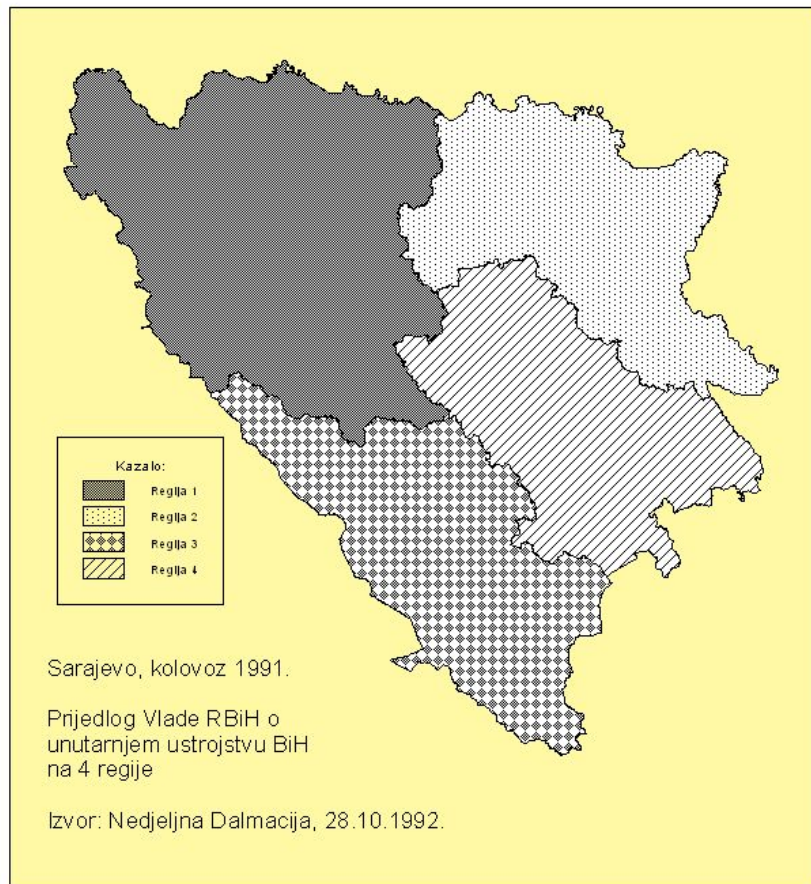 Kazalo:
Regija 1
Regija 2
Regija 3
Regija 4
Sarajevo, kolovoz 1991.
Prijedlog Vlade RBiH o
unutarnjem ustrojstvu BiH
na 4 regije
Izvor: Nedjeljna Dalmacija, 28.10.1992.